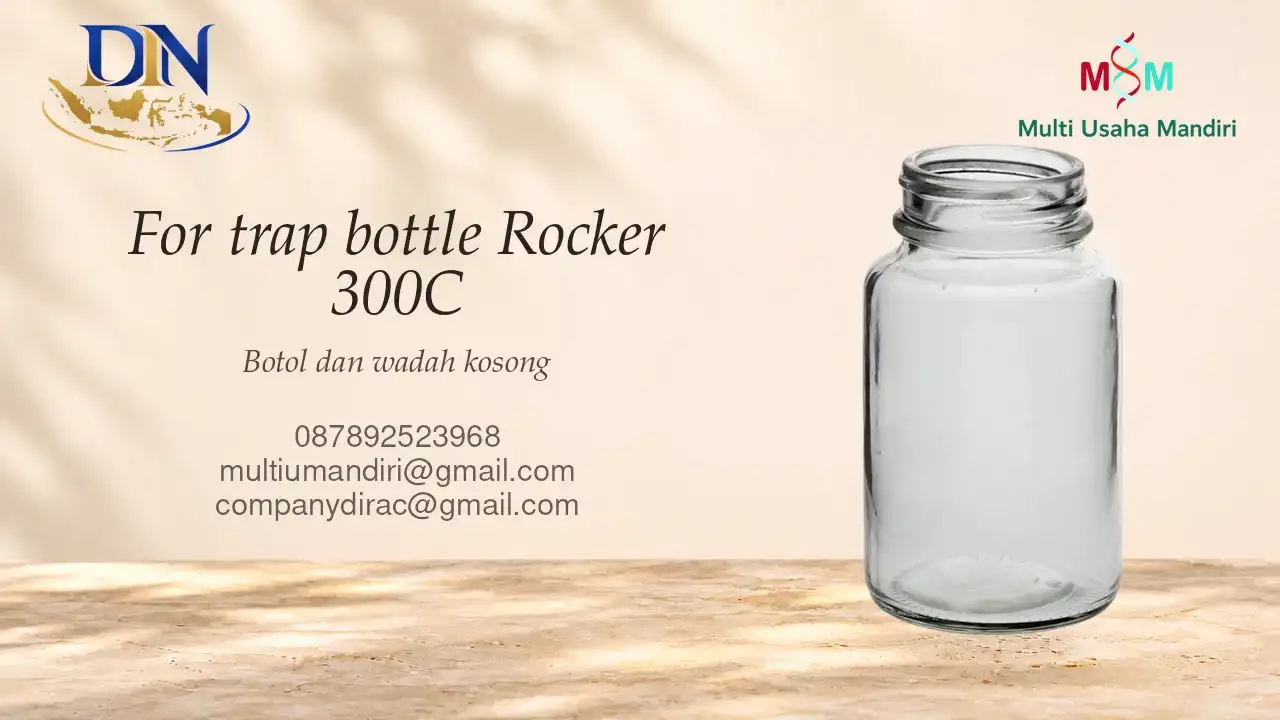 DN
M M
Multi Usaha Mandiri
For trap bottle Rocker
300C
Botol dan wadah kosong
087892523968
multiumandiri@gmail.com
companydirac@gmail.com